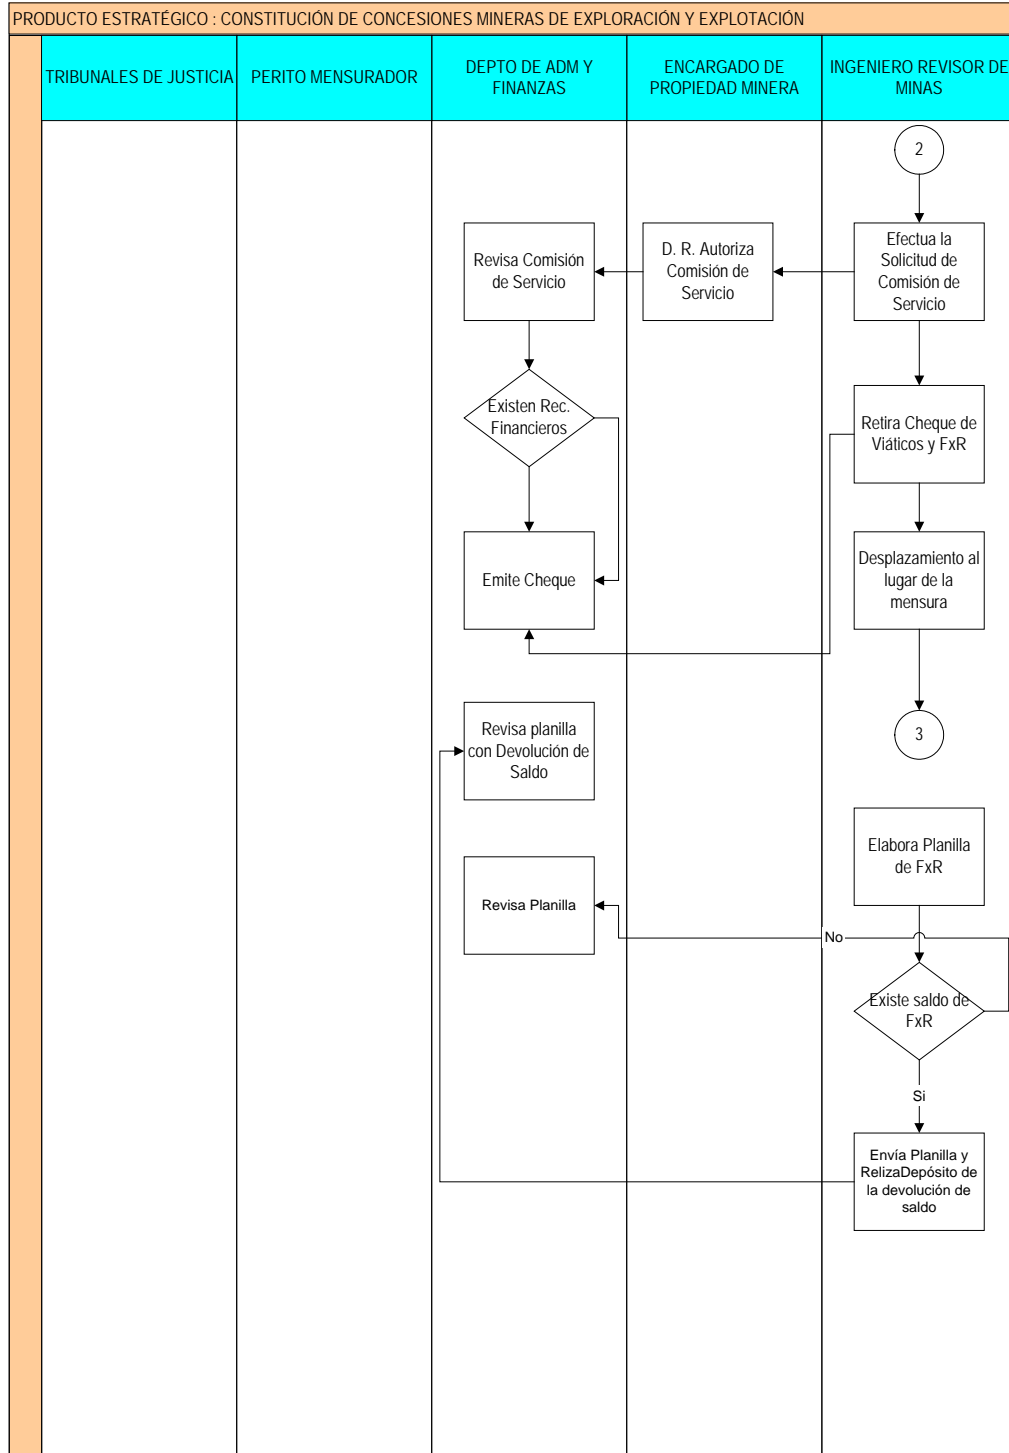 PRODUCTO ESTRATÉGICO : CONSTITUCIÓN DE CONCESIONES MINERAS DE EXPLORACIÓN Y EXPLOTACIÓN
TRIBUNALES DE JUSTICIA
PERITO MENSURADOR
DEPTO DE ADM Y
FINANZAS
ENCARGADO DE
PROPIEDAD MINERA
INGENIERO REVISOR DE
MINAS
2
Revisa Comisión
de Servicio
D. R. Autoriza
Comisión de
Servicio
Efectua la
Solicitud de
Comisión de
Servicio
Existen Rec.
Financieros
Retira Cheque de
Viáticos y FxR
Emite Cheque
Desplazamiento al
lugar de la
mensura
Revisa planilla
con Devolución de
Saldo
3
Elabora Planilla
de FxR
Revisa Planilla
No
Existe saldo de
FxR
Si
Envía Planilla y
RelizaDepósito de
la devolución de
saldo